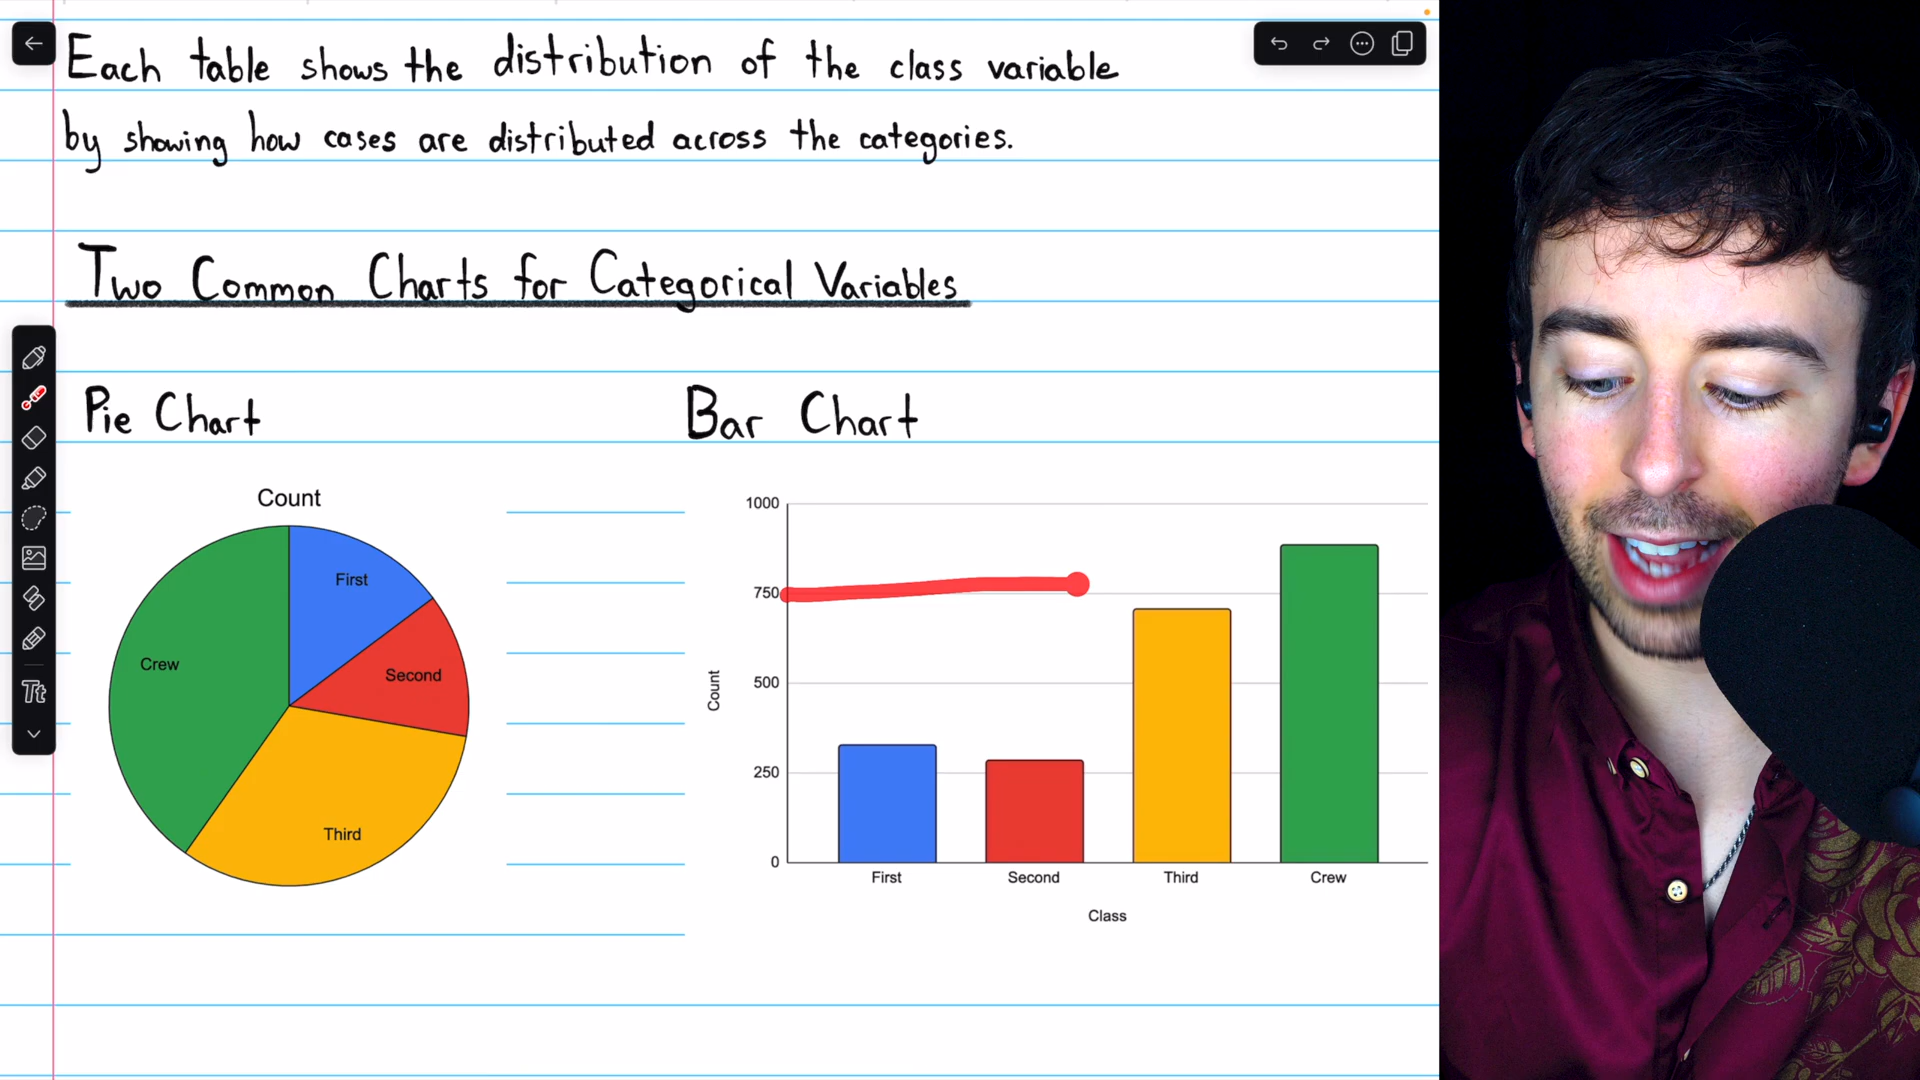 Each table shows the distribution of the class variable
by showing how cases are distributed across the categories.
Two Common Charts for Categorical Variables
Pie Chart
Bar Chart
Count
First
Second
Third
Crew
1000
750
500
250
0
Count
First
Second
Third
Crew
Class
Tt